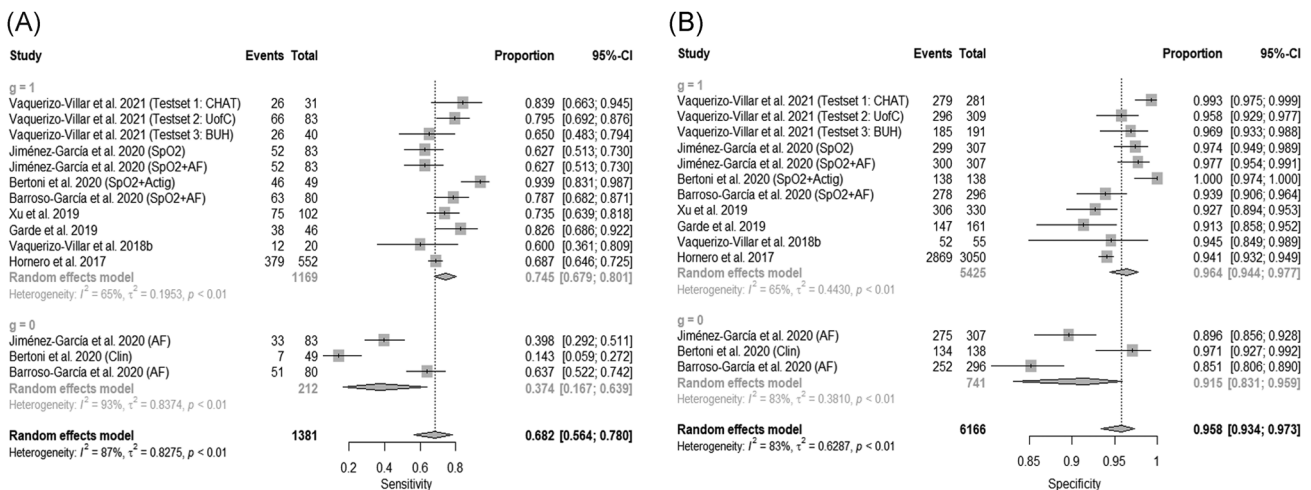 (A)
Study Events Total Proportion 95%-CI
g = 1
Vaquerizo-Villar et al. 2021 (Testset 1: CHAT) 26 31 0.839 [0.663; 0.945]
Vaquerizo-Villar et al. 2021 (Testset 2: UofC) 66 83 0.795 [0.692; 0.876]
Vaquerizo-Villar et al. 2021 (Testset 3: BUH) 26 40 0.650 [0.483; 0.794]
Jiménez-García et al. 2020 (SpO2) 52 83 0.627 [0.513; 0.730]
Jiménez-García et al. 2020 (SpO2+AF) 52 83 0.627 [0.513; 0.730]
Bertoni et al. 2020 (SpO2+Actig) 46 49 0.939 [0.831; 0.987]
Barroso-García et al. 2020 (SpO2+AF) 63 80 0.787 [0.682; 0.871]
Xu et al. 2019 75 102 0.735 [0.639; 0.818]
Garde et al. 2019 38 46 0.826 [0.686; 0.922]
Vaquerizo-Villar et al. 2018b 12 20 0.600 [0.361; 0.809]
Hornero et al. 2017 379 552 0.687 [0.646; 0.725]
Random effects model 1169 0.745 [0.679; 0.801]
Heterogeneity: I² = 65%, τ² = 0.1953, p < 0.01
g = 0
Jiménez-García et al. 2020 (AF) 33 83 0.398 [0.292; 0.511]
Bertoni et al. 2020 (Clin) 7 49 0.143 [0.059; 0.272]
Barroso-García et al. 2020 (AF) 51 80 0.637 [0.522; 0.742]
Random effects model 212 0.374 [0.167; 0.639]
Heterogeneity: I² = 93%, τ² = 0.8374, p < 0.01
Random effects model 1381 0.682 [0.564; 0.780]
Heterogeneity: I² = 87%, τ² = 0.8275, p < 0.01
0.2 0.4 0.6 0.8
Sensitivity
(B)
Study Events Total Proportion 95%-CI
g = 1
Vaquerizo-Villar et al. 2021 (Testset 1: CHAT) 279 281 0.993 [0.975; 0.999]
Vaquerizo-Villar et al. 2021 (Testset 2: UofC) 296 309 0.958 [0.929; 0.977]
Vaquerizo-Villar et al. 2021 (Testset 3: BUH) 185 191 0.969 [0.933; 0.988]
Jiménez-García et al. 2020 (SpO2) 299 307 0.974 [0.949; 0.989]
Jiménez-García et al. 2020 (SpO2+AF) 300 307 0.977 [0.954; 0.991]
Bertoni et al. 2020 (SpO2+Actig) 138 138 1.000 [0.974; 1.000]
Barroso-García et al. 2020 (SpO2+AF) 278 296 0.939 [0.906; 0.964]
Xu et al. 2019 306 330 0.927 [0.894; 0.953]
Garde et al. 2019 147 161 0.913 [0.858; 0.952]
Vaquerizo-Villar et al. 2018b 52 55 0.945 [0.849; 0.989]
Hornero et al. 2017 2869 3050 0.941 [0.932; 0.949]
Random effects model 5425 0.964 [0.944; 0.977]
Heterogeneity: I² = 65%, τ² = 0.4430, p < 0.01
g = 0
Jiménez-García et al. 2020 (AF) 275 307 0.896 [0.856; 0.928]
Bertoni et al. 2020 (Clin) 134 138 0.971 [0.927; 0.992]
Barroso-García et al. 2020 (AF) 252 296 0.851 [0.806; 0.890]
Random effects model 741 0.915 [0.831; 0.959]
Heterogeneity: I² = 83%, τ² = 0.3810, p < 0.01
Random effects model 6166 0.958 [0.934; 0.973]
Heterogeneity: I² = 83%, τ² = 0.6287, p < 0.01
0.85 0.9 0.95 1
Specificity